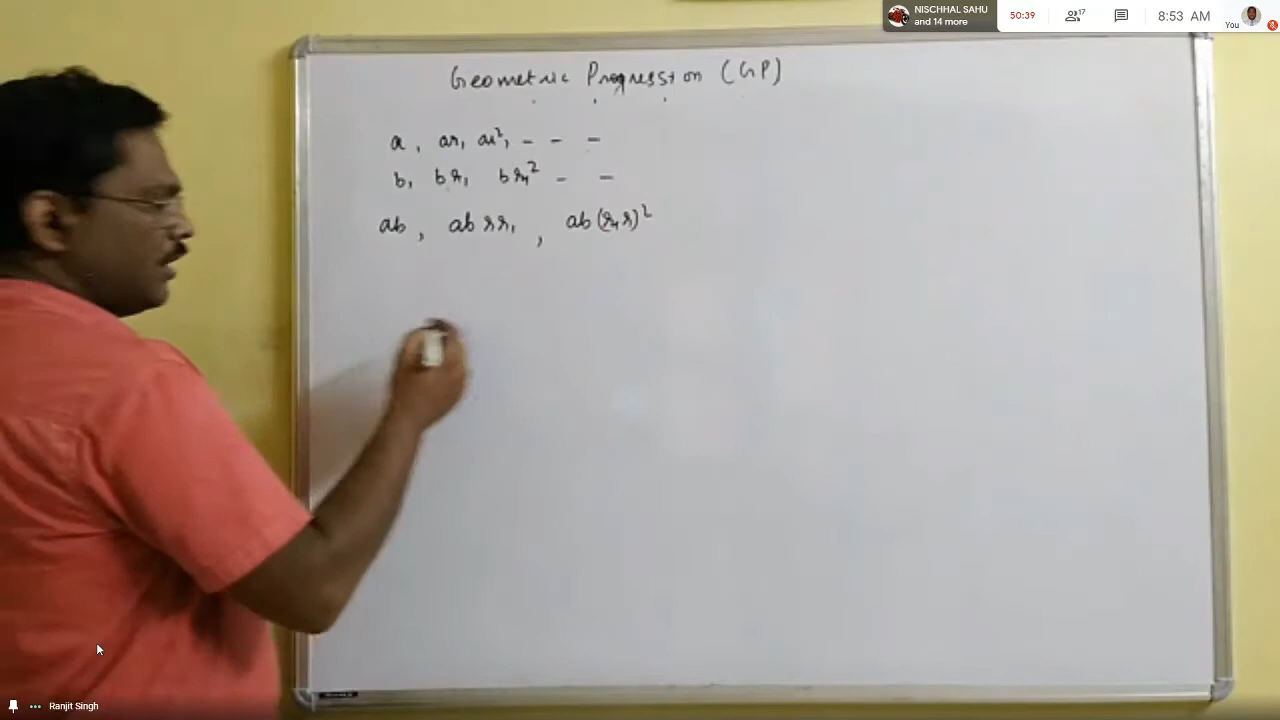 NISCHHAL SAHU
and 14 more
50:39
17
8:53 AM
You
Geometric Progression (GP)
a, ar, ar², - - -
b, br₁, br₁² - -
ab, ab rr₁, ab(r₁r)²
Ranjit Singh